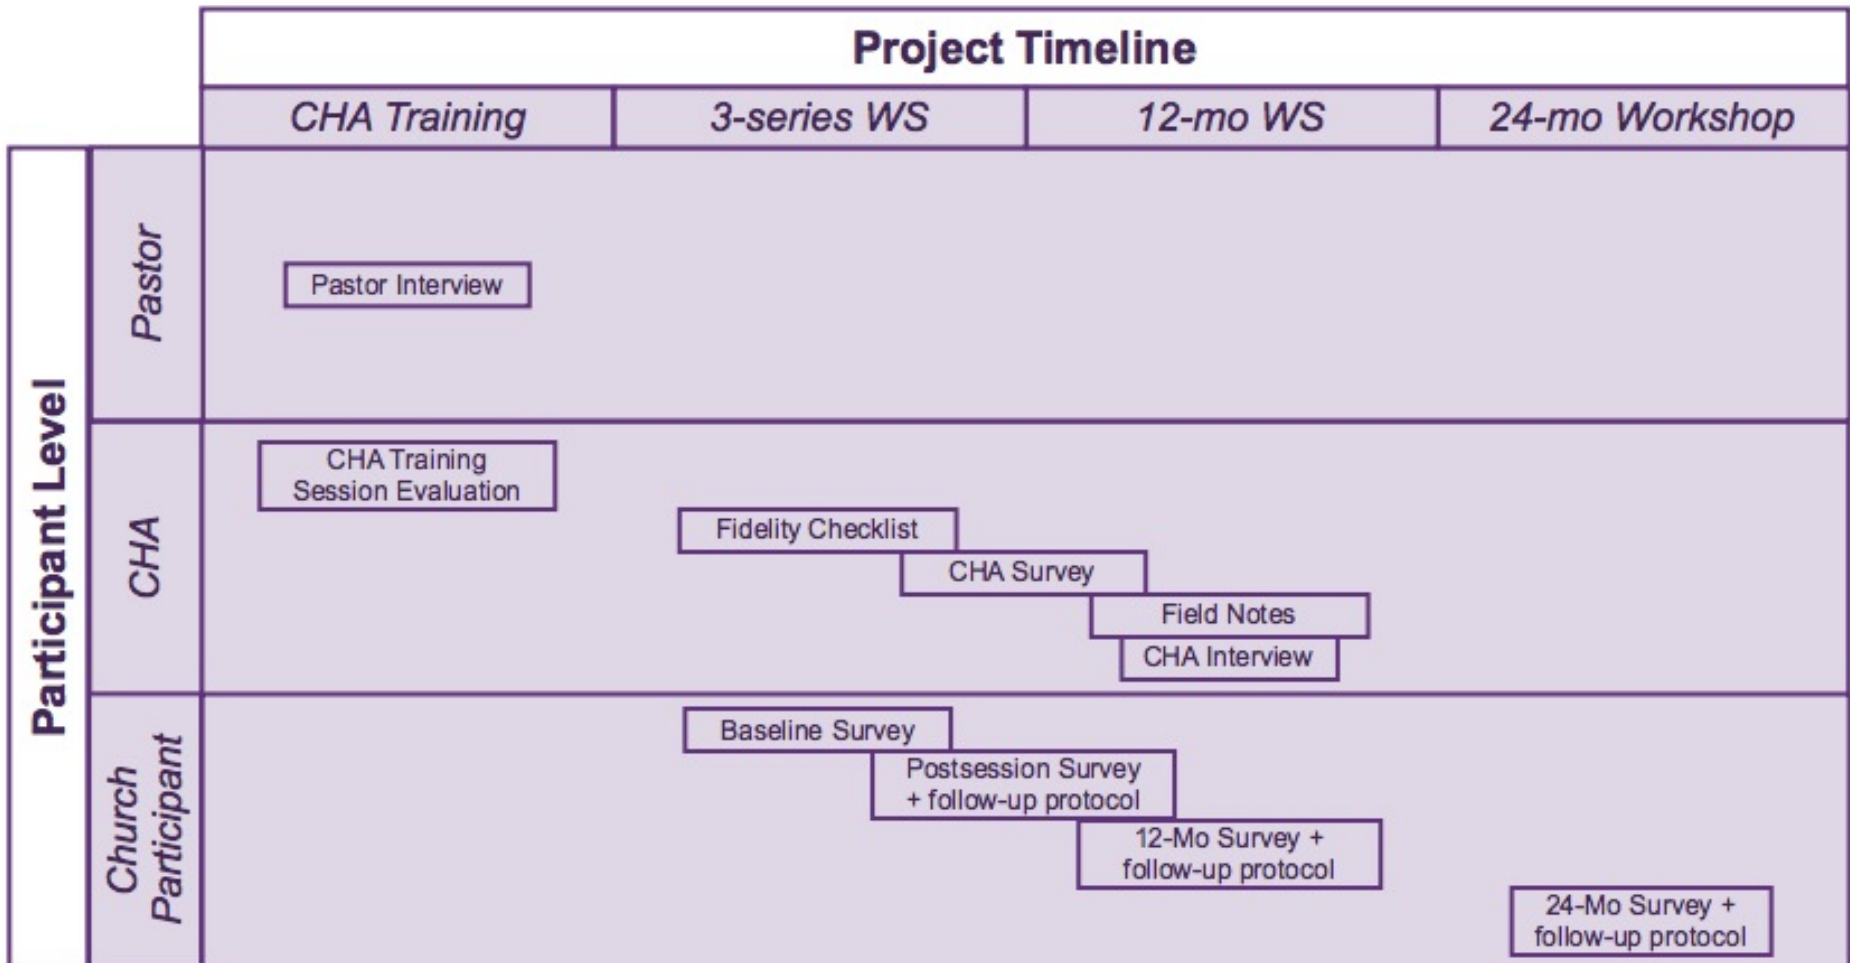 Project Timeline
CHA Training
3-series WS
12-mo WS
24-mo Workshop
Participant Level
Pastor
Pastor Interview
CHA
CHA Training
Session Evaluation
Fidelity Checklist
CHA Survey
Field Notes
CHA Interview
Church
Participant
Baseline Survey
Postsession Survey
+ follow-up protocol
12-Mo Survey +
follow-up protocol
24-Mo Survey +
follow-up protocol